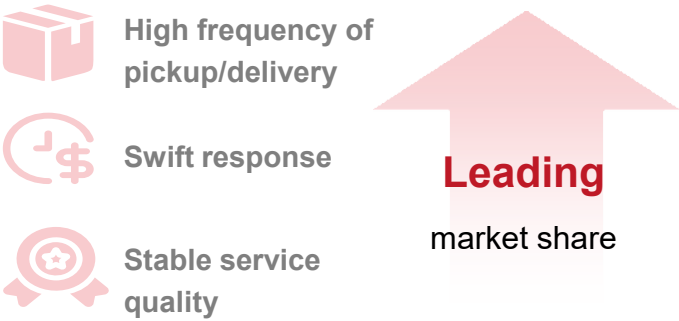 High frequency of
pickup/delivery
Swift response
Stable service
quality
Leading
market share